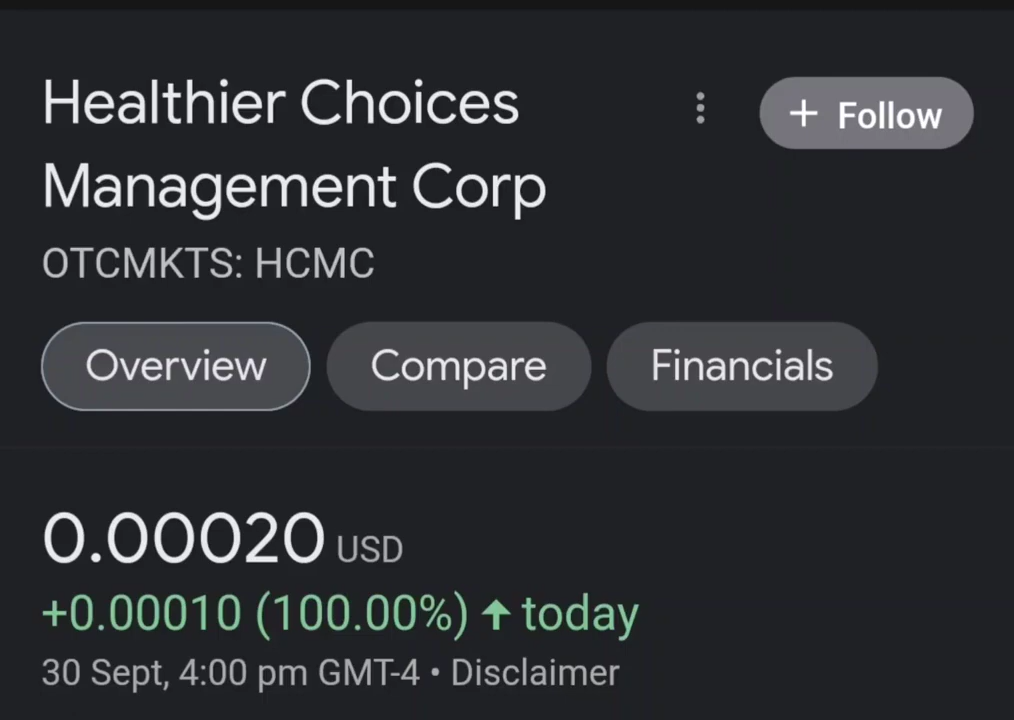 Healthier Choices
Management Corp
+ Follow
OTCMKTS: HCMC
Overview Compare Financials
0.00020 USD
+0.00010 (100.00%) ↑ today
30 Sept, 4:00 pm GMT-4 • Disclaimer